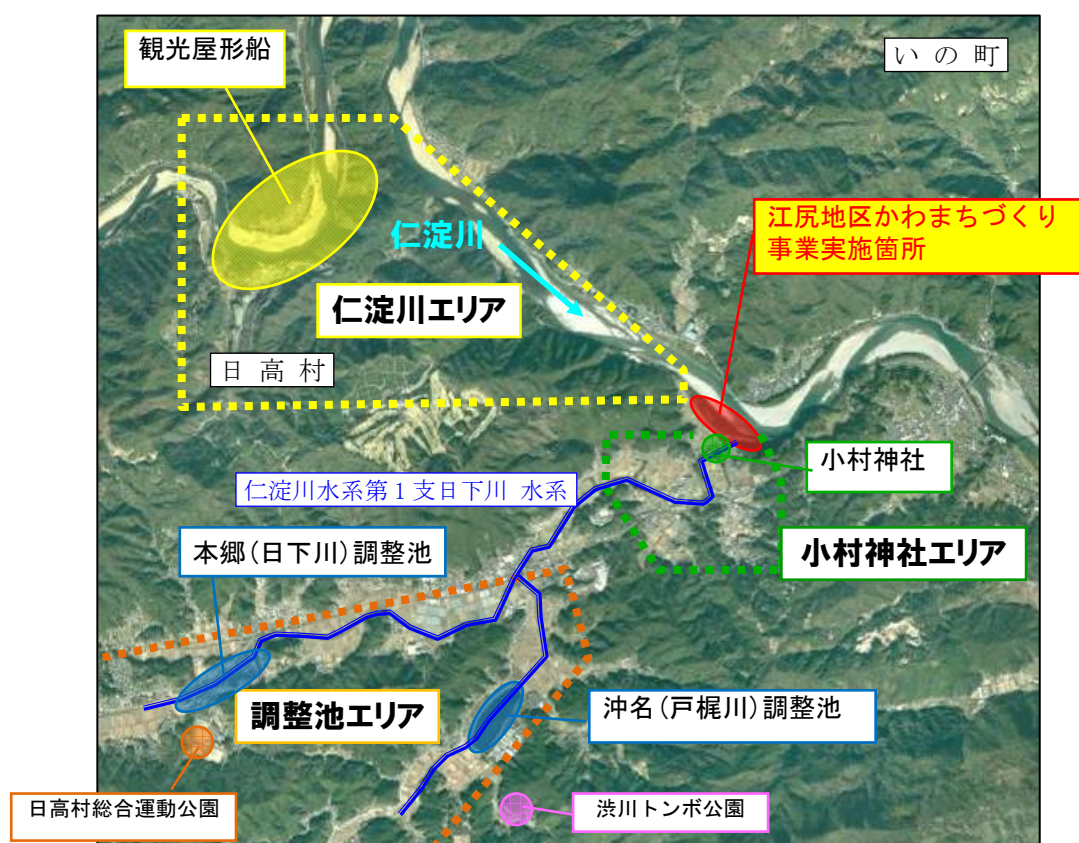 観光屋形船
いの町
江尻地区かわまちづくり
事業実施箇所
仁淀川
仁淀川エリア
日高村
小村神社
仁淀川水系第1支日下川 水系
本郷(日下川)調整池
小村神社エリア
調整池エリア
沖名(戸梶川)調整池
日高村総合運動公園
渋川トンボ公園